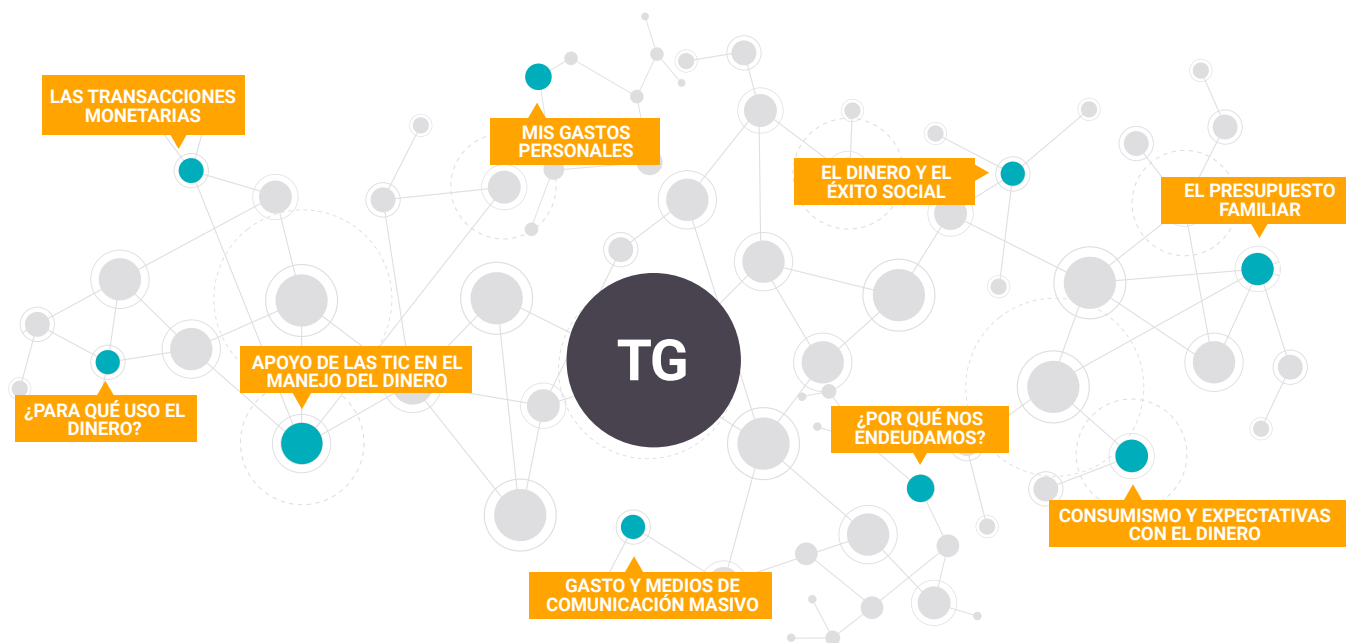 LAS TRANSACCIONES
MONETARIAS
MIS GASTOS
PERSONALES
EL DINERO Y EL
ÉXITO SOCIAL
EL PRESUPUESTO
FAMILIAR
TG
APOYO DE LAS TIC EN EL
MANEJO DEL DINERO
¿PARA QUÉ USO EL
DINERO?
¿POR QUÉ NOS
ENDEUDAMOS?
CONSUMISMO Y EXPECTATIVAS
CON EL DINERO
GASTO Y MEDIOS DE
COMUNICACIÓN MASIVO